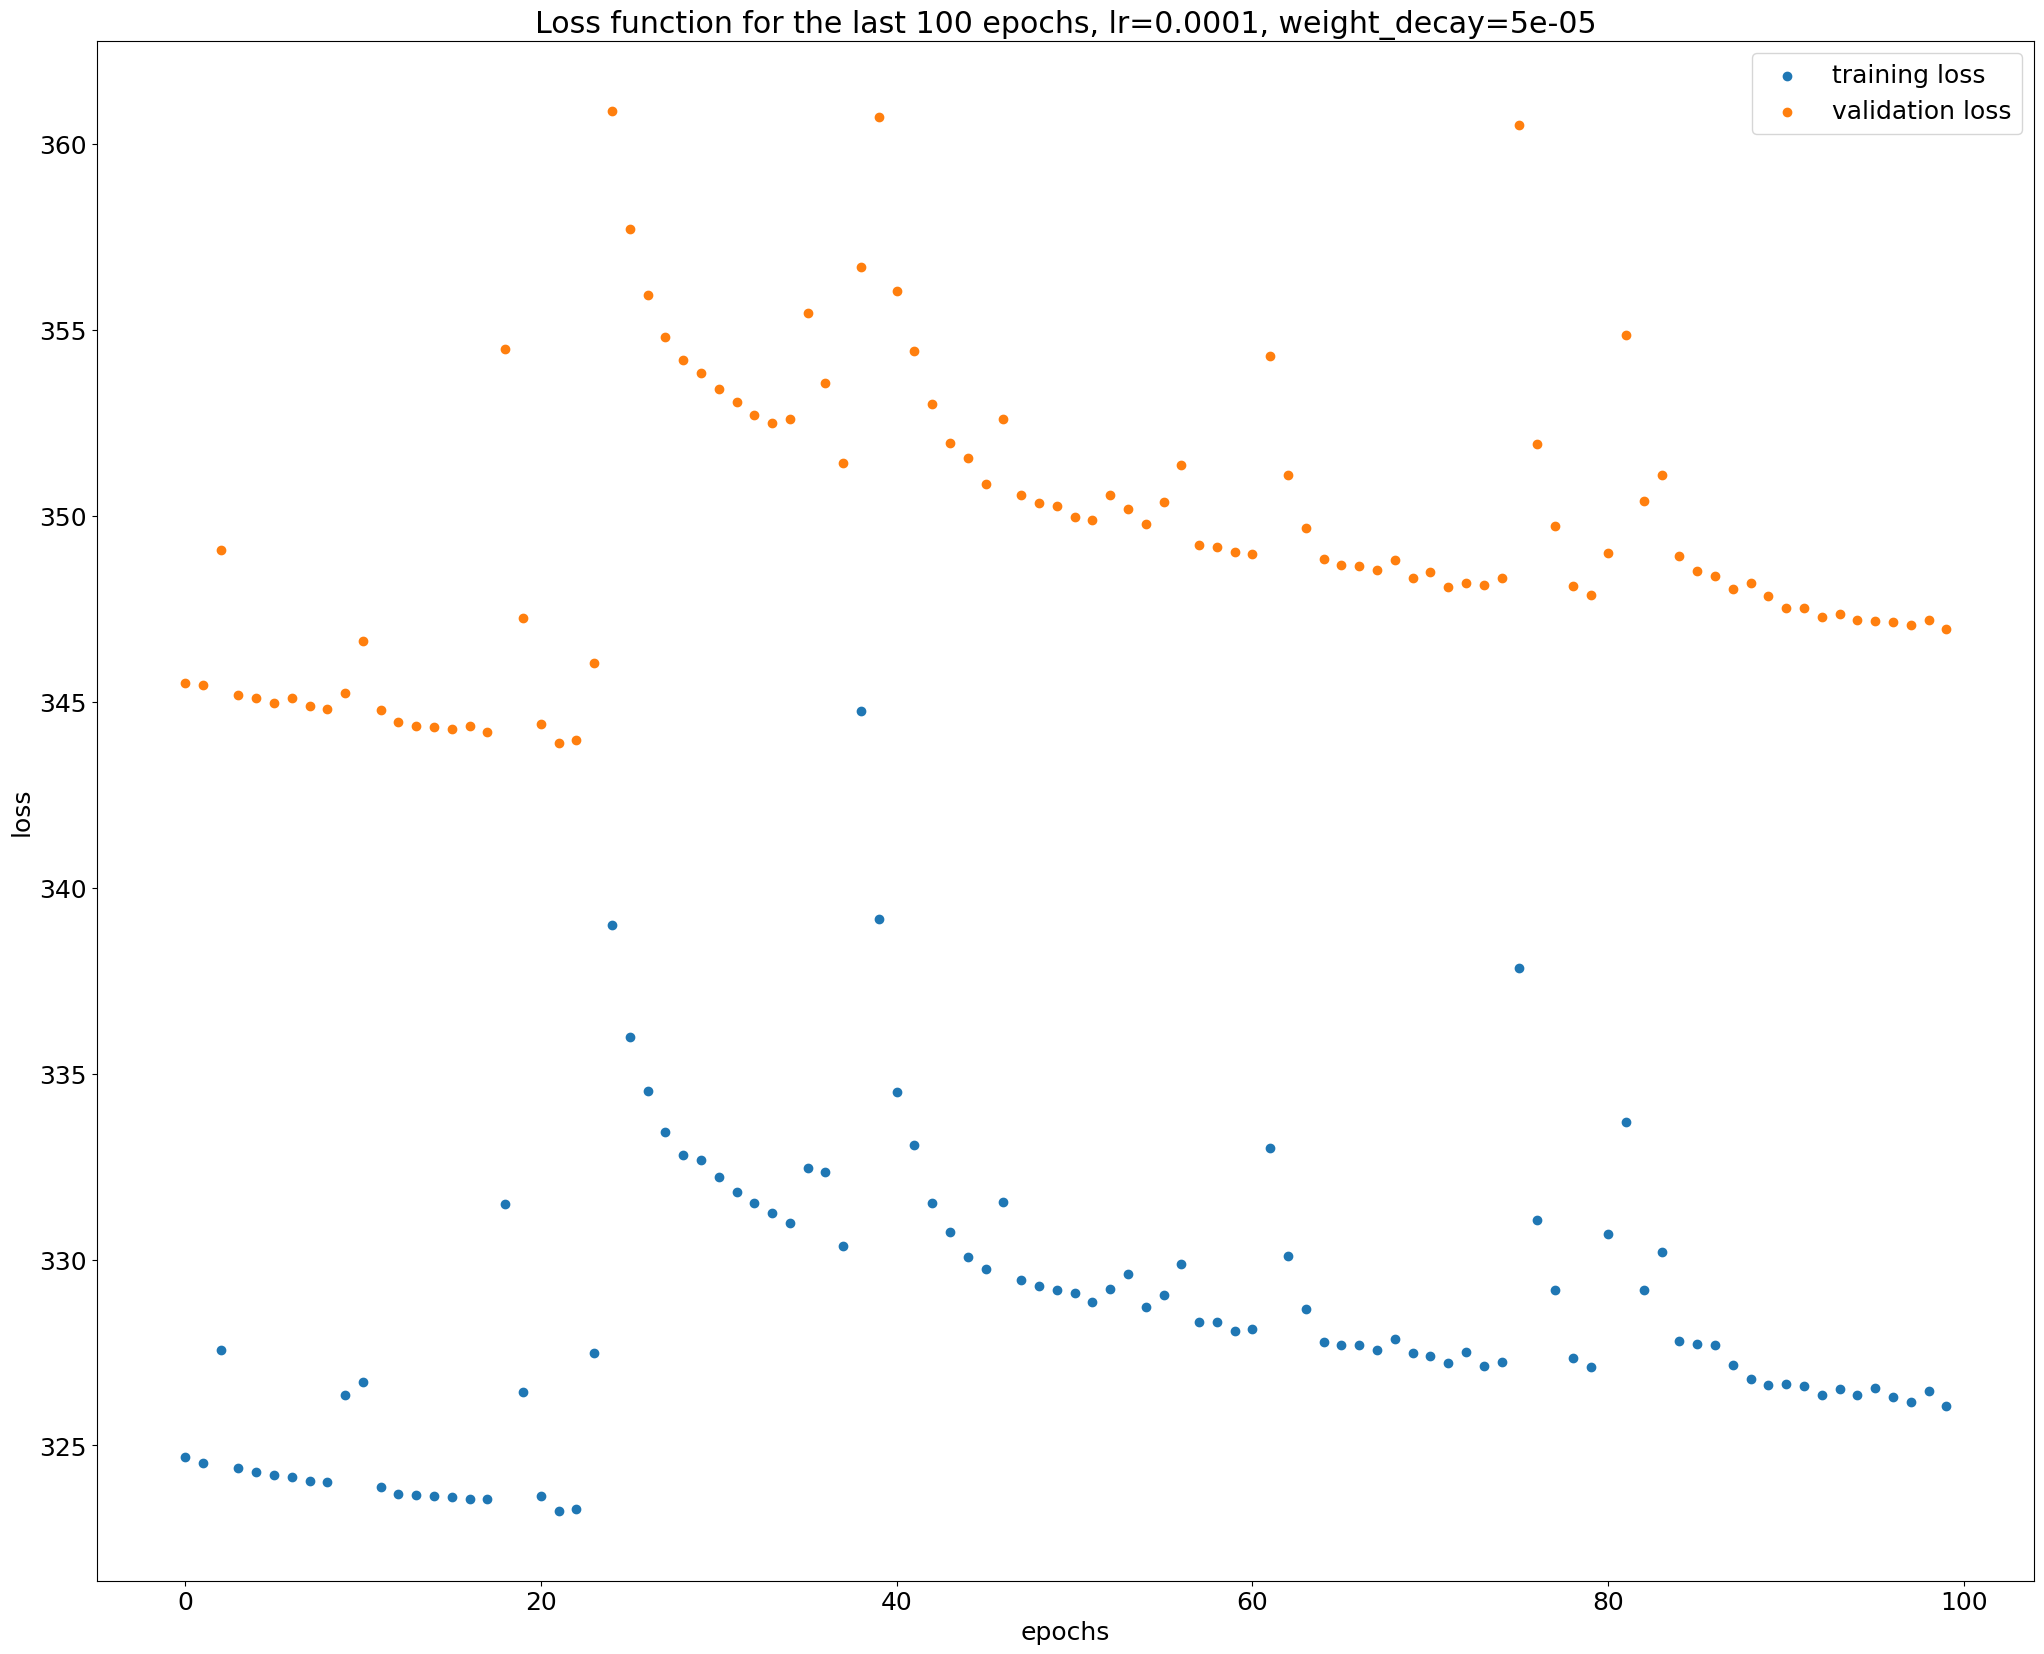 Loss function for the last 100 epochs, lr=0.0001, weight_decay=5e-05
training loss
validation loss
360
355
350
345
340
335
330
325
loss
0 20 40 60 80 100
epochs